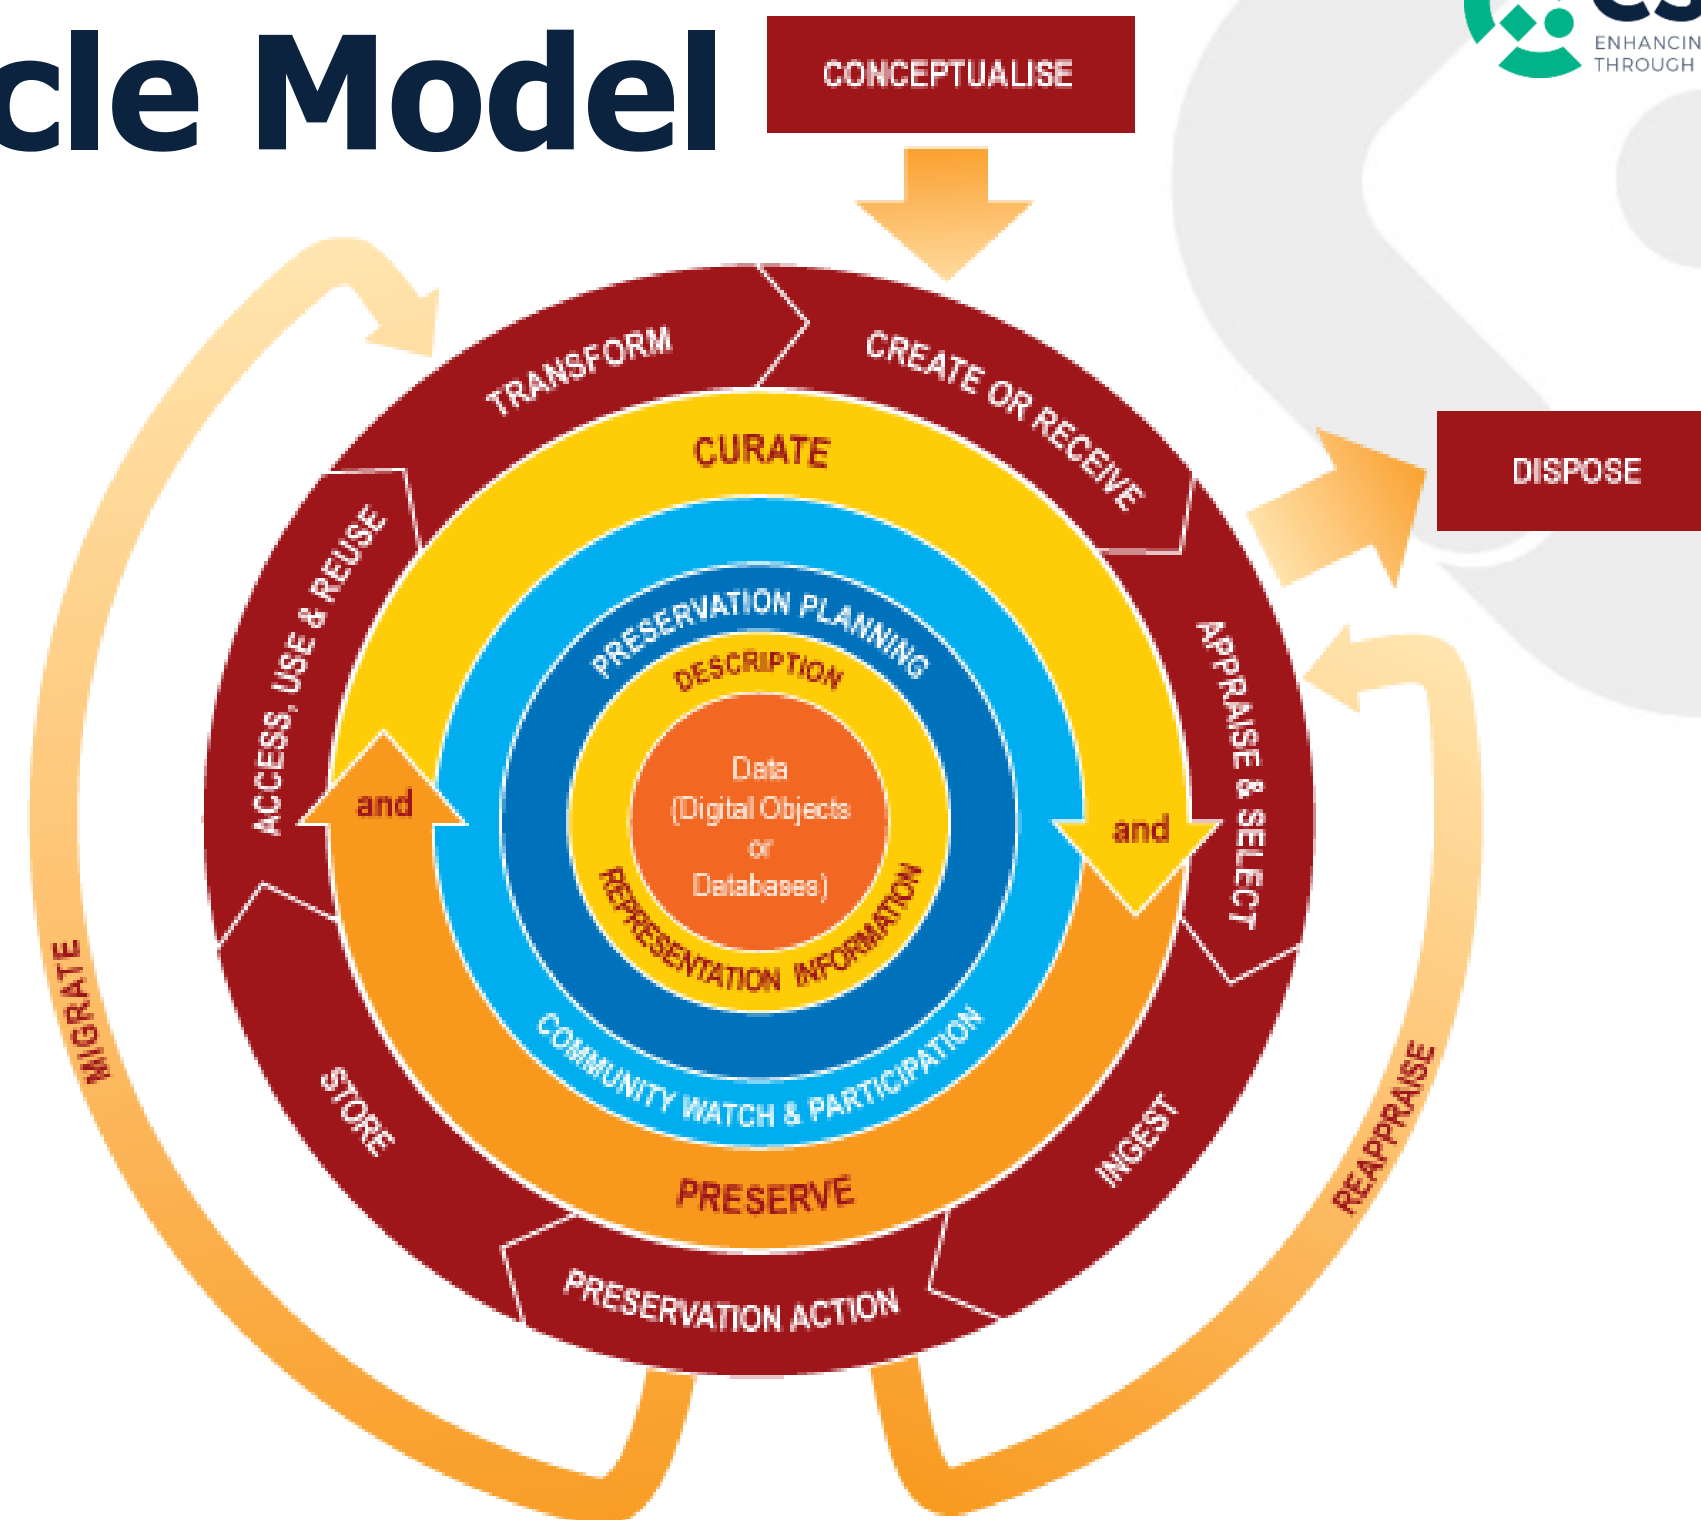 cle Model
CONCEPTUALISE
ENHANCIN
THROUGH
TRANSFORM
CREATE OR RECEIVE
CURATE
DISPOSE
ACCESS, USE & REUSE
PRESERVATION PLANNING
DESCRIPTION
APPRAISE & SELECT
Data
(Digital Objects
or
Databases)
and
and
REPRESENTATION INFORMATION
MIGRATE
COMMUNITY WATCH & PARTICIPATION
STORE
INGEST
REAPPRAISE
PRESERVE
PRESERVATION ACTION